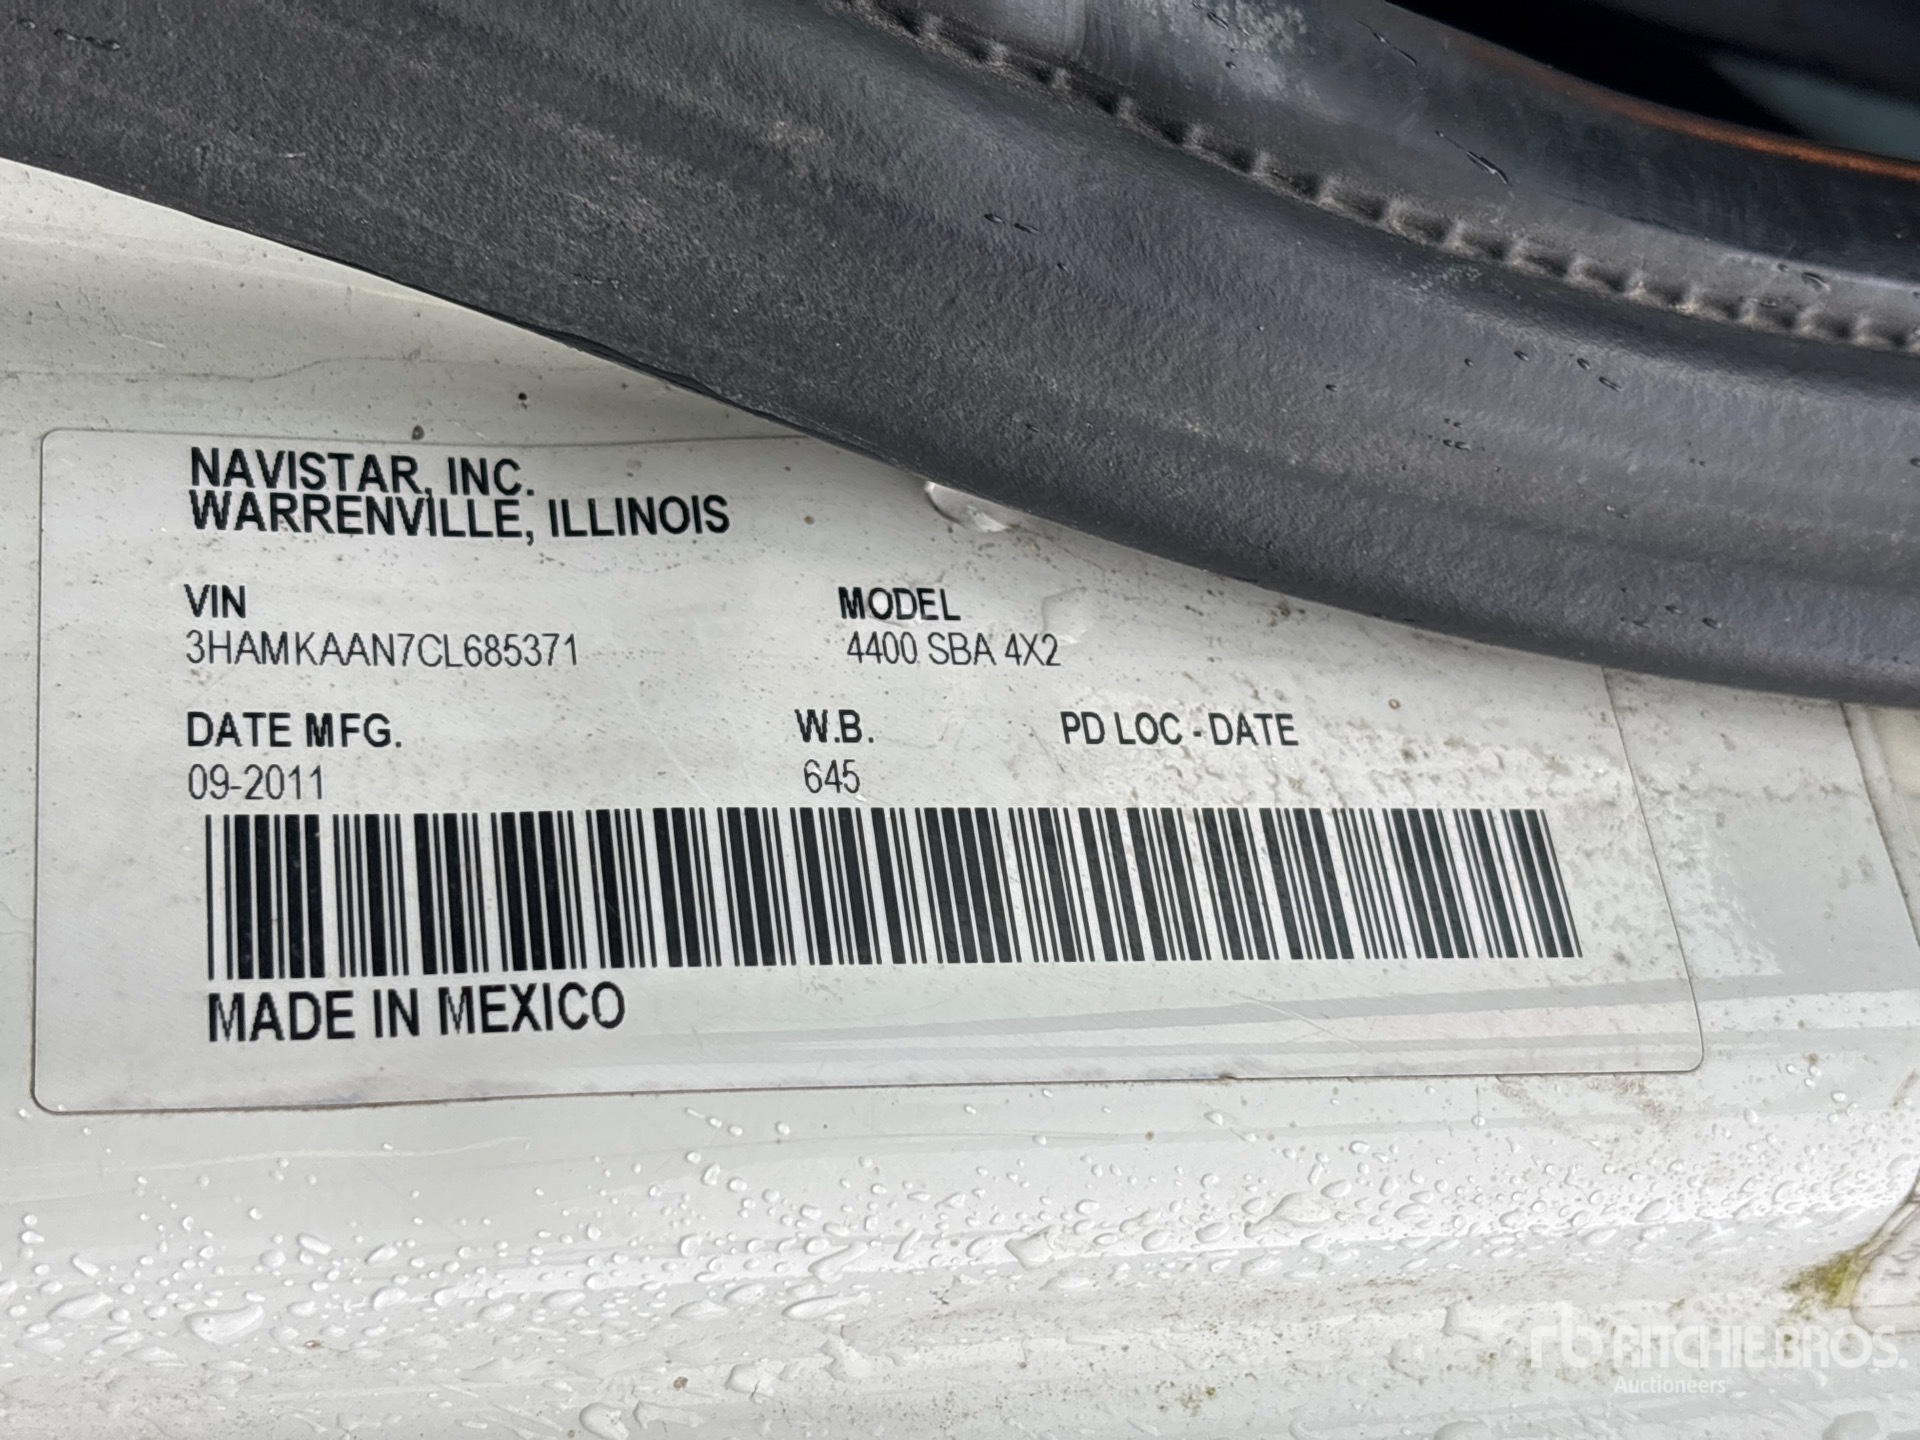 NAVISTAR, INC.
WARRENVILLE, ILLINOIS
VIN
3HAMKAAN7CL685371
MODEL
4400 SBA 4X2
DATE MFG.
09-2011
W.B.
645
PD LOC - DATE
MADE IN MEXICO
rb RITCHIE BROS.
Auctioneers